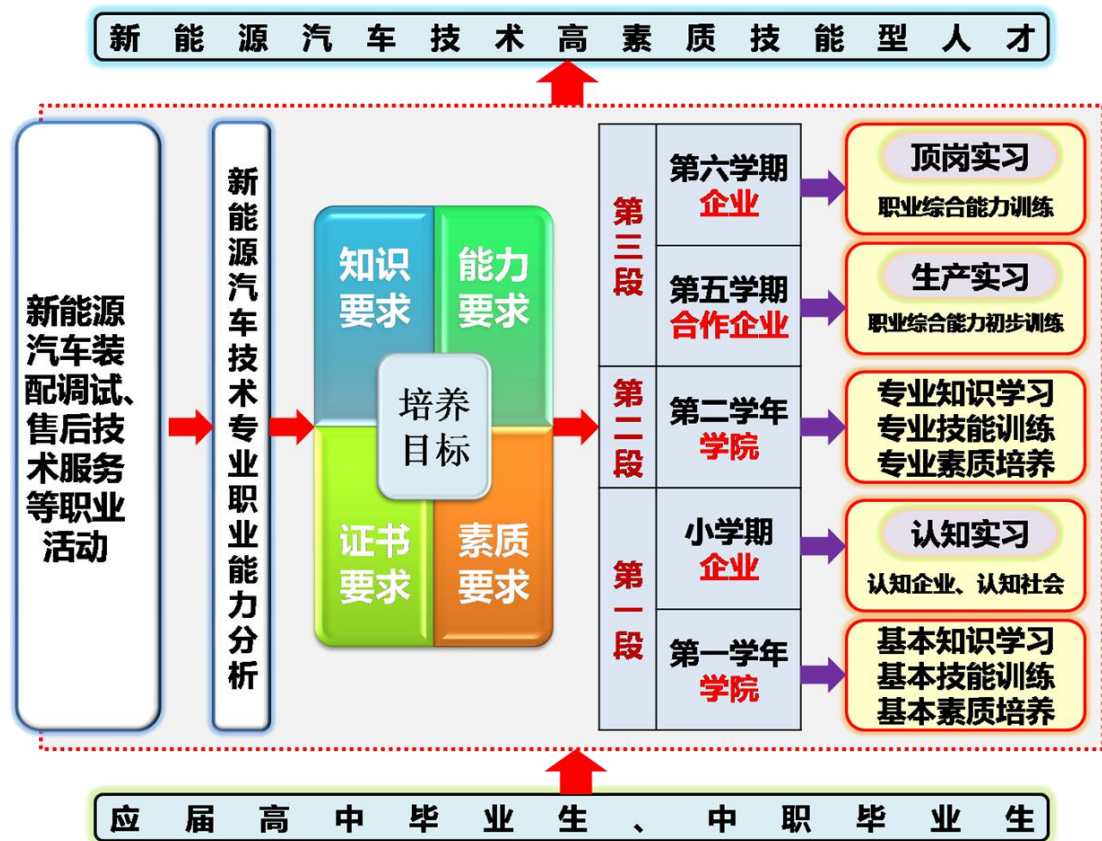 新能源汽车技术高素质技能型人才
新能源
汽车装
配调试、
售后技
术服务
等职业
活动
新能源汽车技术专业职业能力分析
知识
要求
能力
要求
培养
目标
证书
要求
素质
要求
第三段
第六学期
企业
顶岗实习
职业综合能力训练
第五学期
合作企业
生产实习
职业综合能力初步训练
第二段
第二学年
学院
专业知识学习
专业技能训练
专业素质培养
第一段
小学期
企业
认知实习
认知企业、认知社会
第一学年
学院
基本知识学习
基本技能训练
基本素质培养
应届高中毕业生、中职毕业生